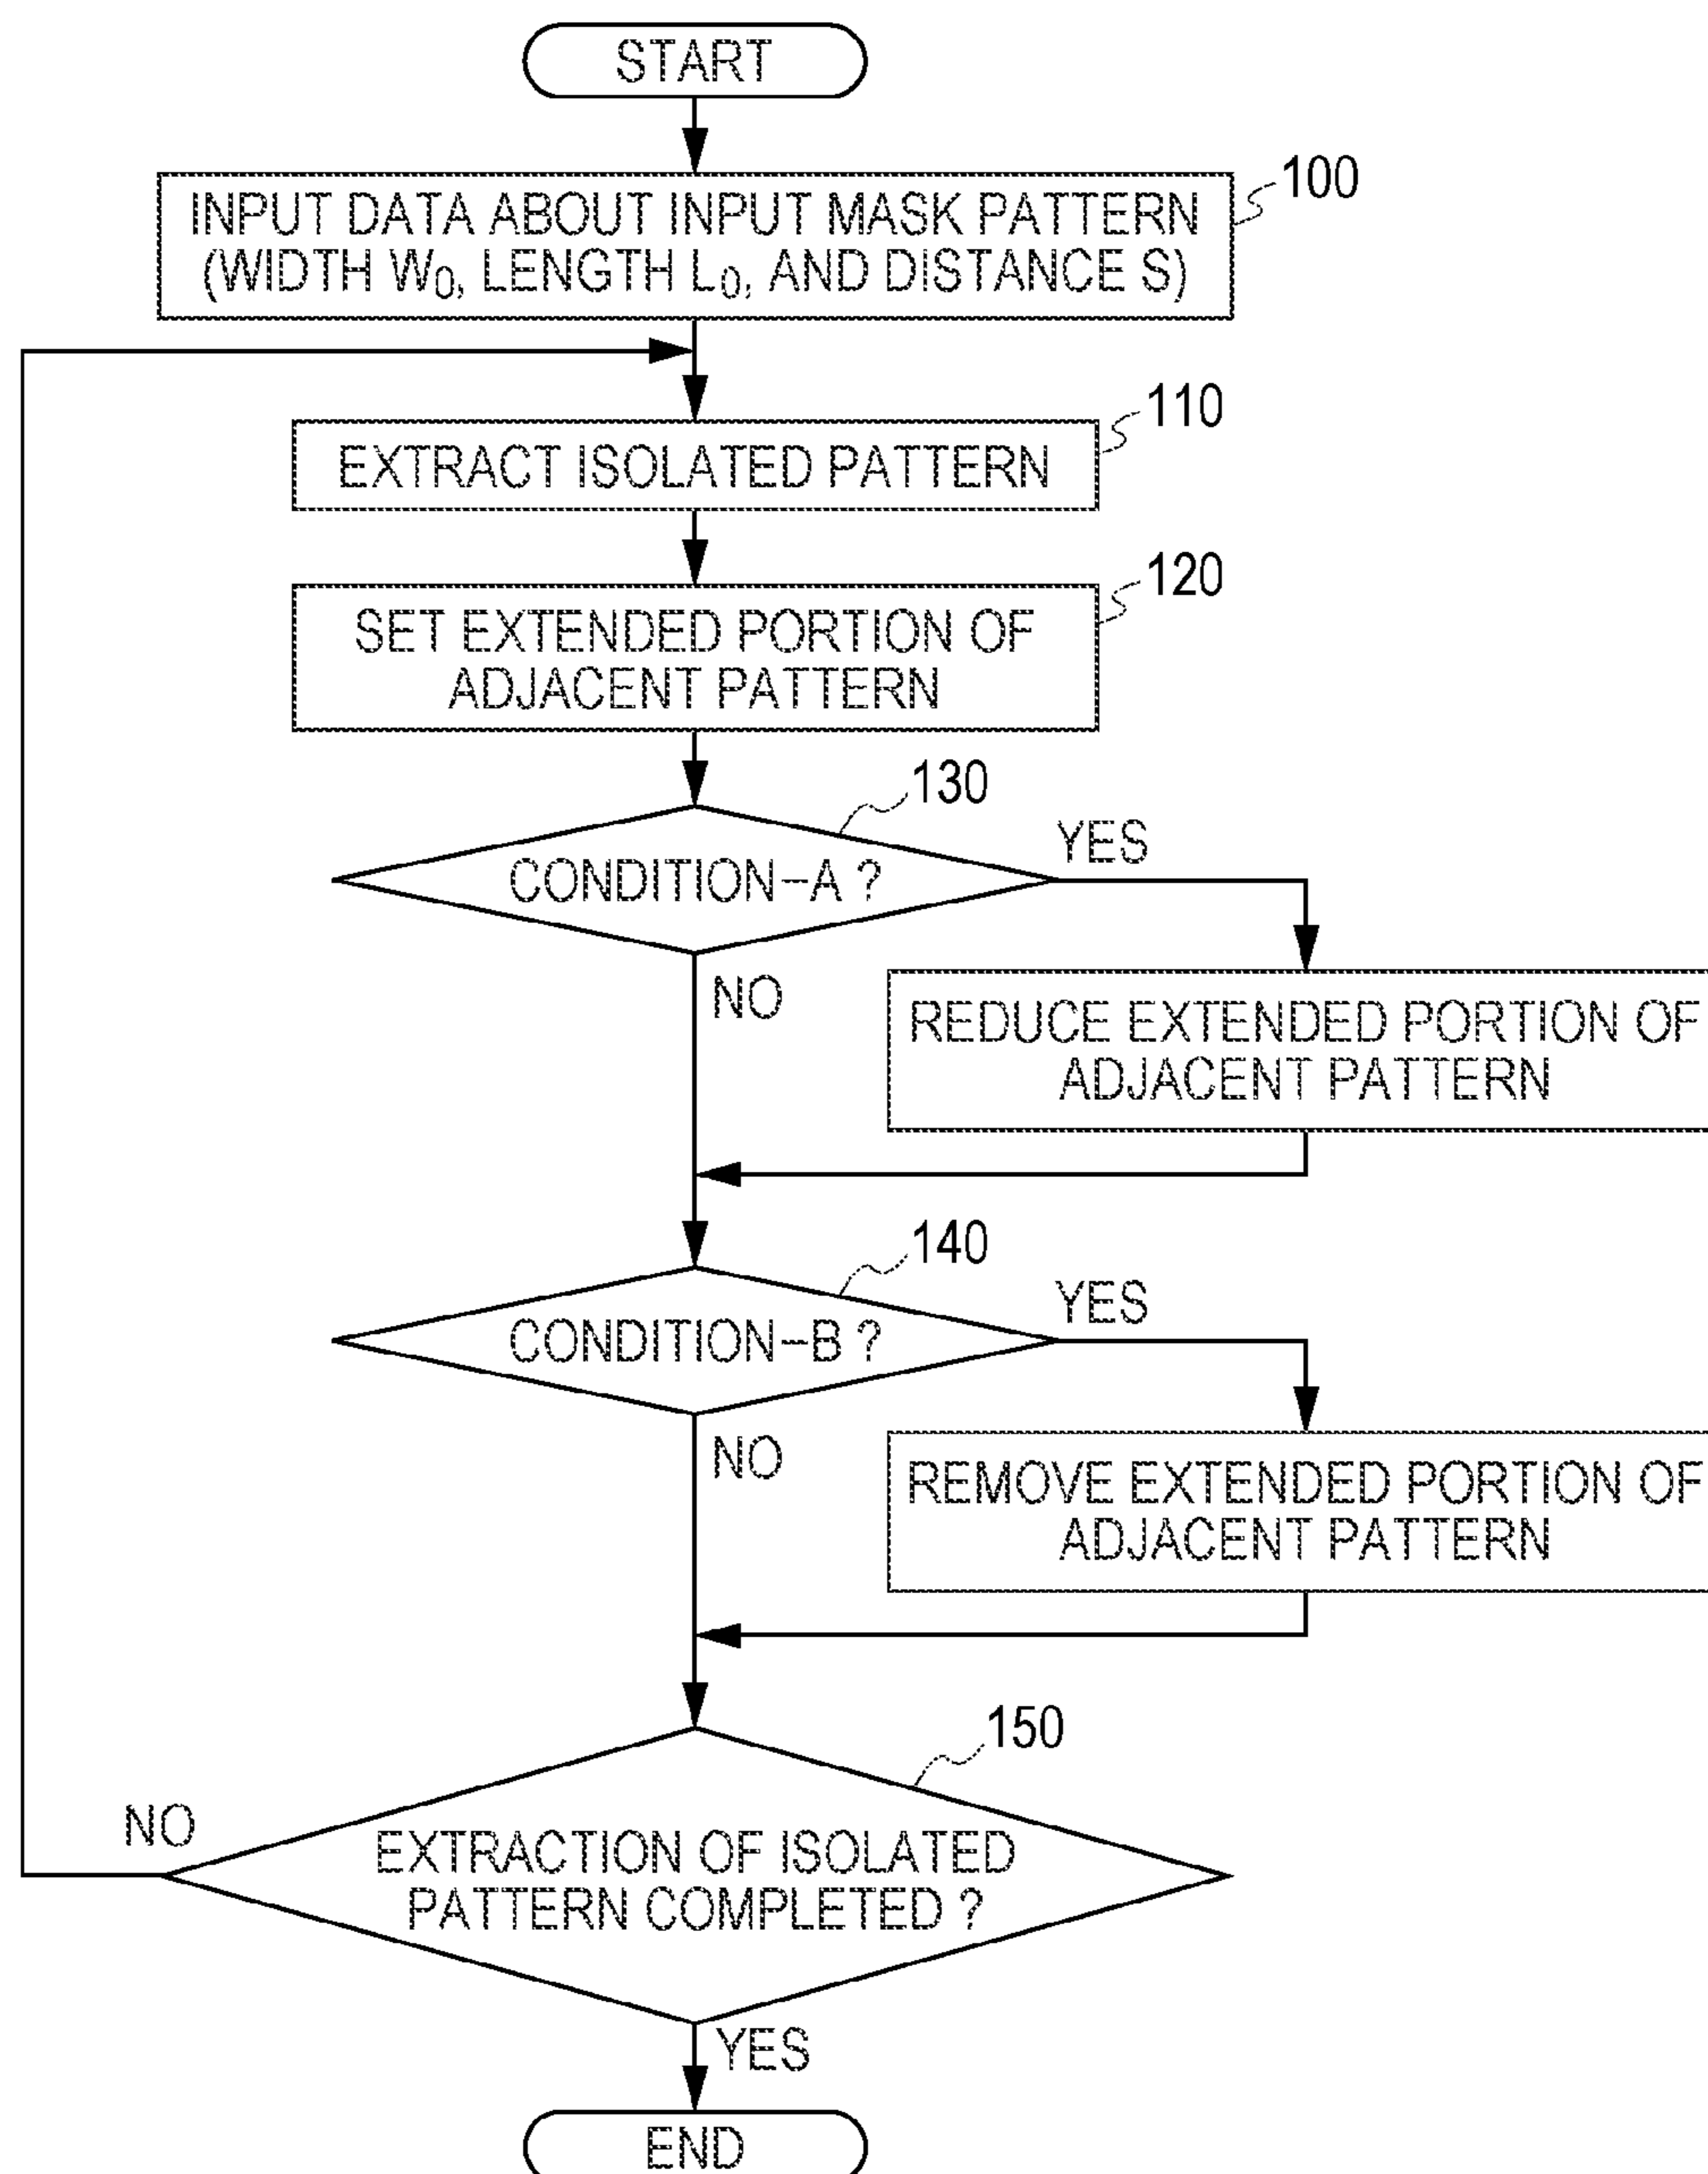 START
100
INPUT DATA ABOUT INPUT MASK PATTERN
(WIDTH W0, LENGTH L0, AND DISTANCE S)
110
EXTRACT ISOLATED PATTERN
120
SET EXTENDED PORTION OF
ADJACENT PATTERN
130
CONDITION-A ?
YES
NO
REDUCE EXTENDED PORTION OF
ADJACENT PATTERN
140
CONDITION-B ?
YES
NO
REMOVE EXTENDED PORTION OF
ADJACENT PATTERN
150
NO
EXTRACTION OF ISOLATED
PATTERN COMPLETED ?
YES
END